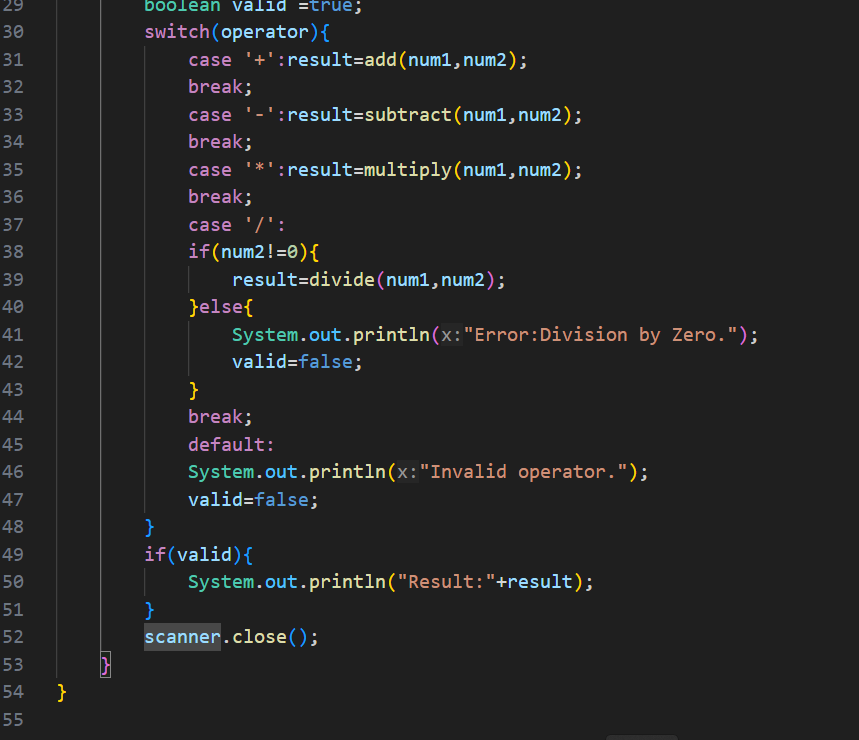 29 boolean valid =true;
30 switch(operator){
31 case '+':result=add(num1,num2);
32 break;
33 case '-':result=subtract(num1,num2);
34 break;
35 case '*':result=multiply(num1,num2);
36 break;
37 case '/':
38 if(num2!=0){
39 result=divide(num1,num2);
40 }else{
41 System.out.println(x:"Error:Division by Zero.");
42 valid=false;
43 }
44 break;
45 default:
46 System.out.println(x:"Invalid operator.");
47 valid=false;
48 }
49 if(valid){
50 System.out.println("Result:"+result);
51 }
52 scanner.close();
53 }
54 }
55